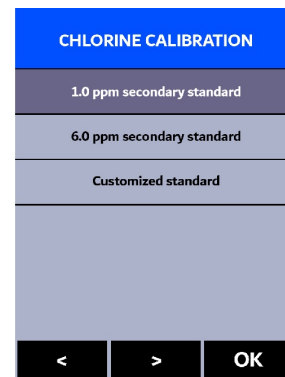 CHLORINE CALIBRATION
1.0 ppm secondary standard
6.0 ppm secondary standard
Customized standard
< > OK